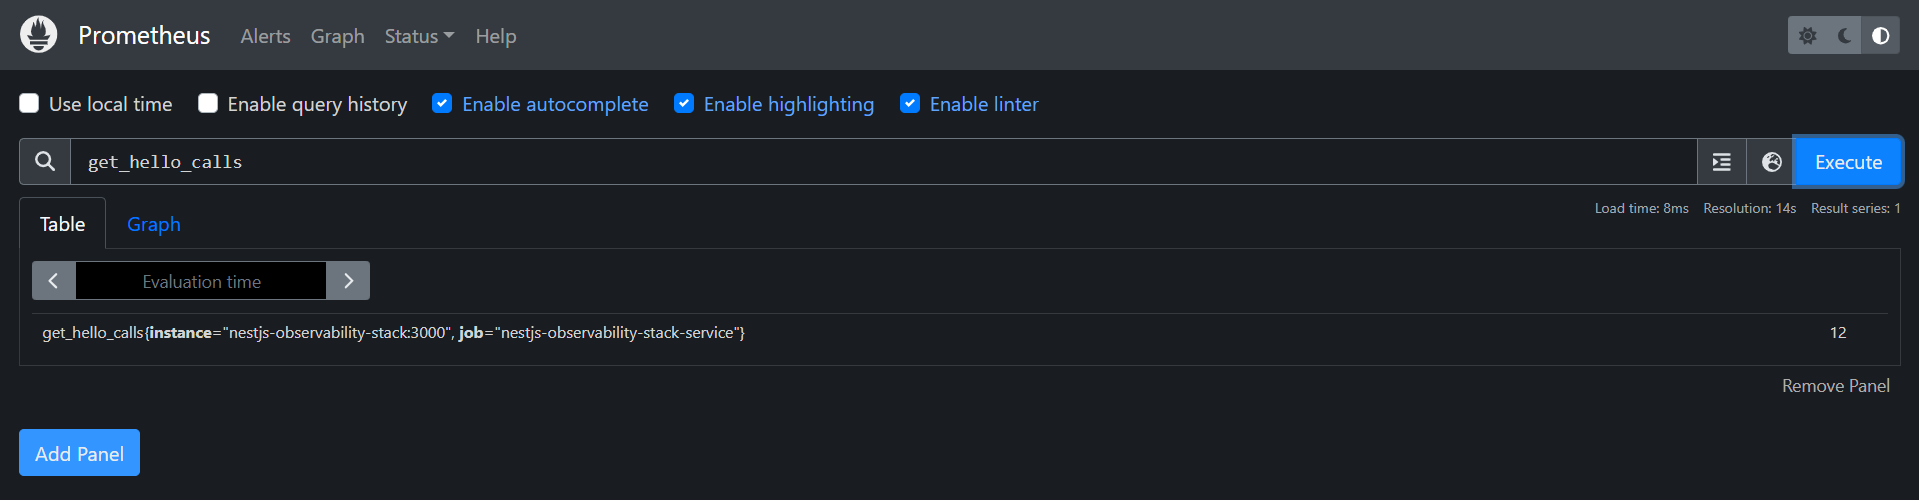 Prometheus Alerts Graph Status Help
Use local time Enable query history Enable autocomplete Enable highlighting Enable linter
get_hello_calls Execute
Table Graph Load time: 8ms Resolution: 14s Result series: 1
Evaluation time
get_hello_calls{instance="nestjs-observability-stack:3000", job="nestjs-observability-stack-service"} 12
Remove Panel
Add Panel